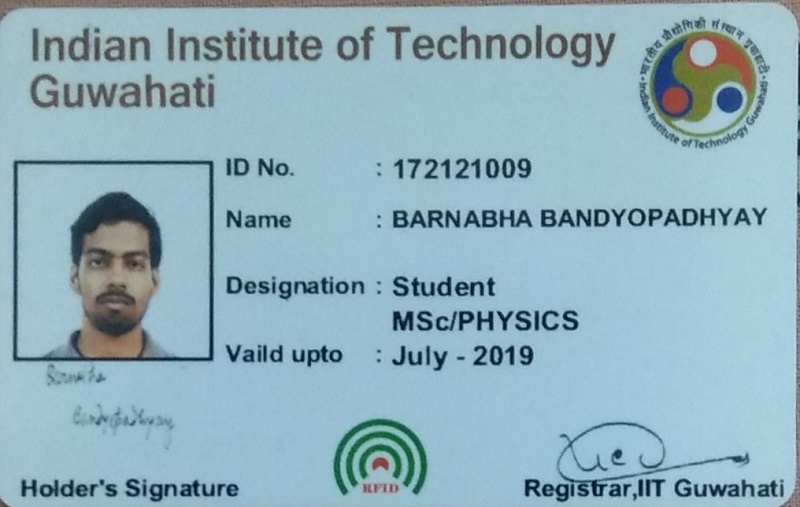 Indian Institute of Technology
Guwahati
भारतीय प्रौद्योगिकी संस्थान गुवाहाटी
Indian Institute of Technology Guwahati
ID No. : 172121009
Name : BARNABHA BANDYOPADHYAY
Designation : Student
MSc/PHYSICS
Vaild upto : July - 2019
Barnabha
Bandyopadhyay
RFID
Holder's Signature
Registrar,IIT Guwahati